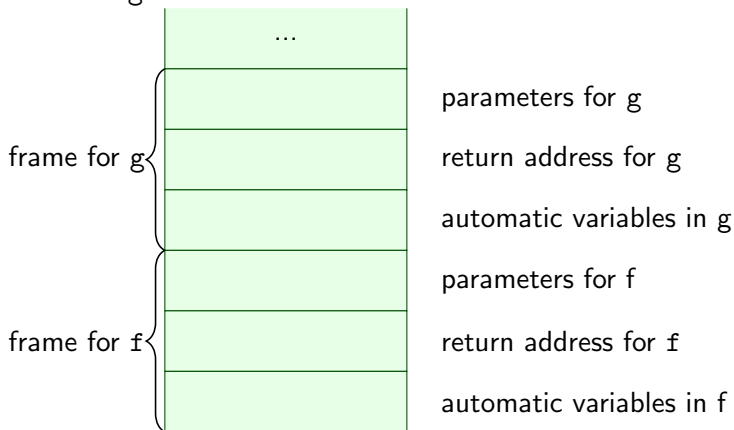 ...
parameters for g
frame for g
return address for g
automatic variables in g
parameters for f
frame for f
return address for f
automatic variables in f